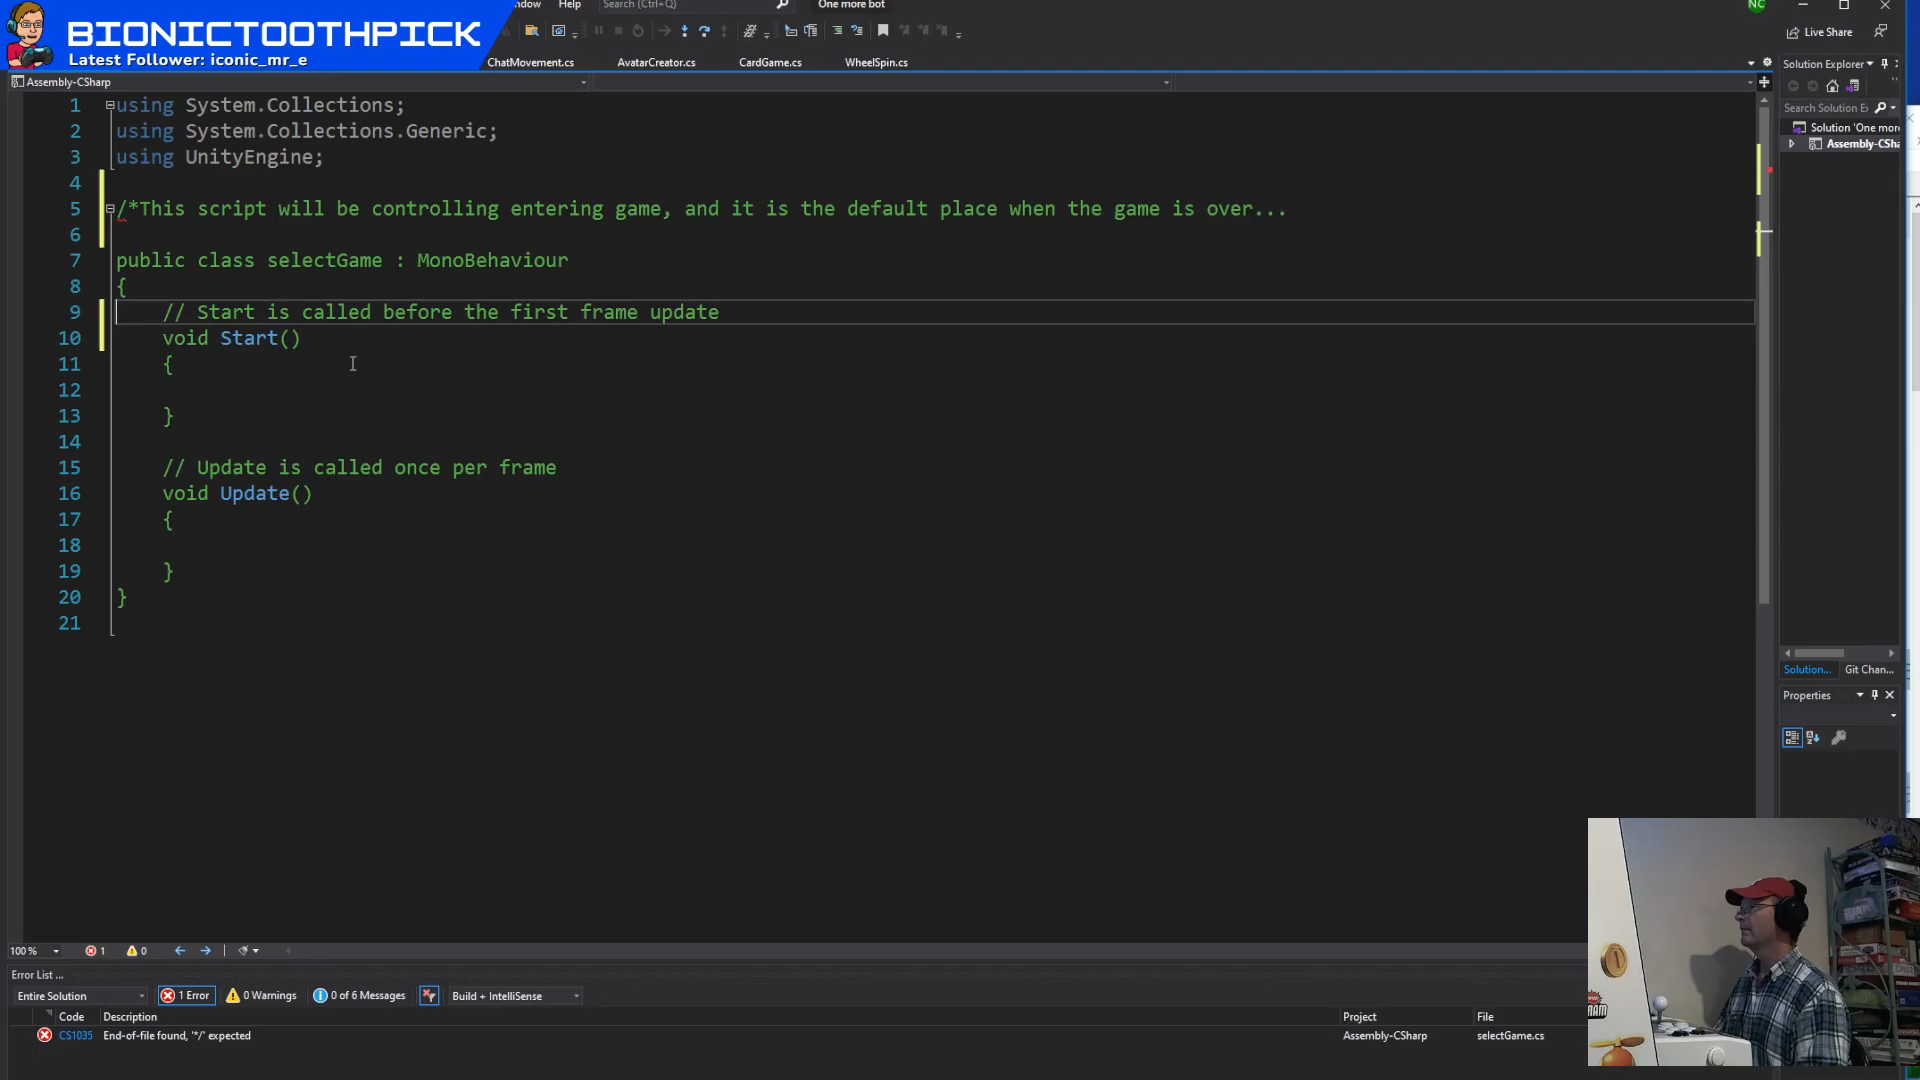 BIONICTOOTHPICK
Latest Follower: iconic_mr_e
Help
Search (Ctrl+Q)
One more bot
NC
Live Share
ChatMovement.cs
AvatarCreator.cs
CardGame.cs
WheelSpin.cs
Assembly-CSharp
1 using System.Collections;
2 using System.Collections.Generic;
3 using UnityEngine;
4
5 /*This script will be controlling entering game, and it is the default place when the game is over...
6
7 public class selectGame : MonoBehaviour
8 {
9 // Start is called before the first frame update
10 void Start()
11 {
12
13 }
14
15 // Update is called once per frame
16 void Update()
17 {
18
19 }
20 }
21
Solution Explorer
Search Solution E
Solution 'One more
Assembly-CSha
Solution...
Git Chan...
Properties
100 %
1
0
Error List ...
Entire Solution
1 Error
0 Warnings
0 of 6 Messages
Build + IntelliSense
Code
Description
Project
File
CS1035
End-of-file found, '*/' expected
Assembly-CSharp
selectGame.cs